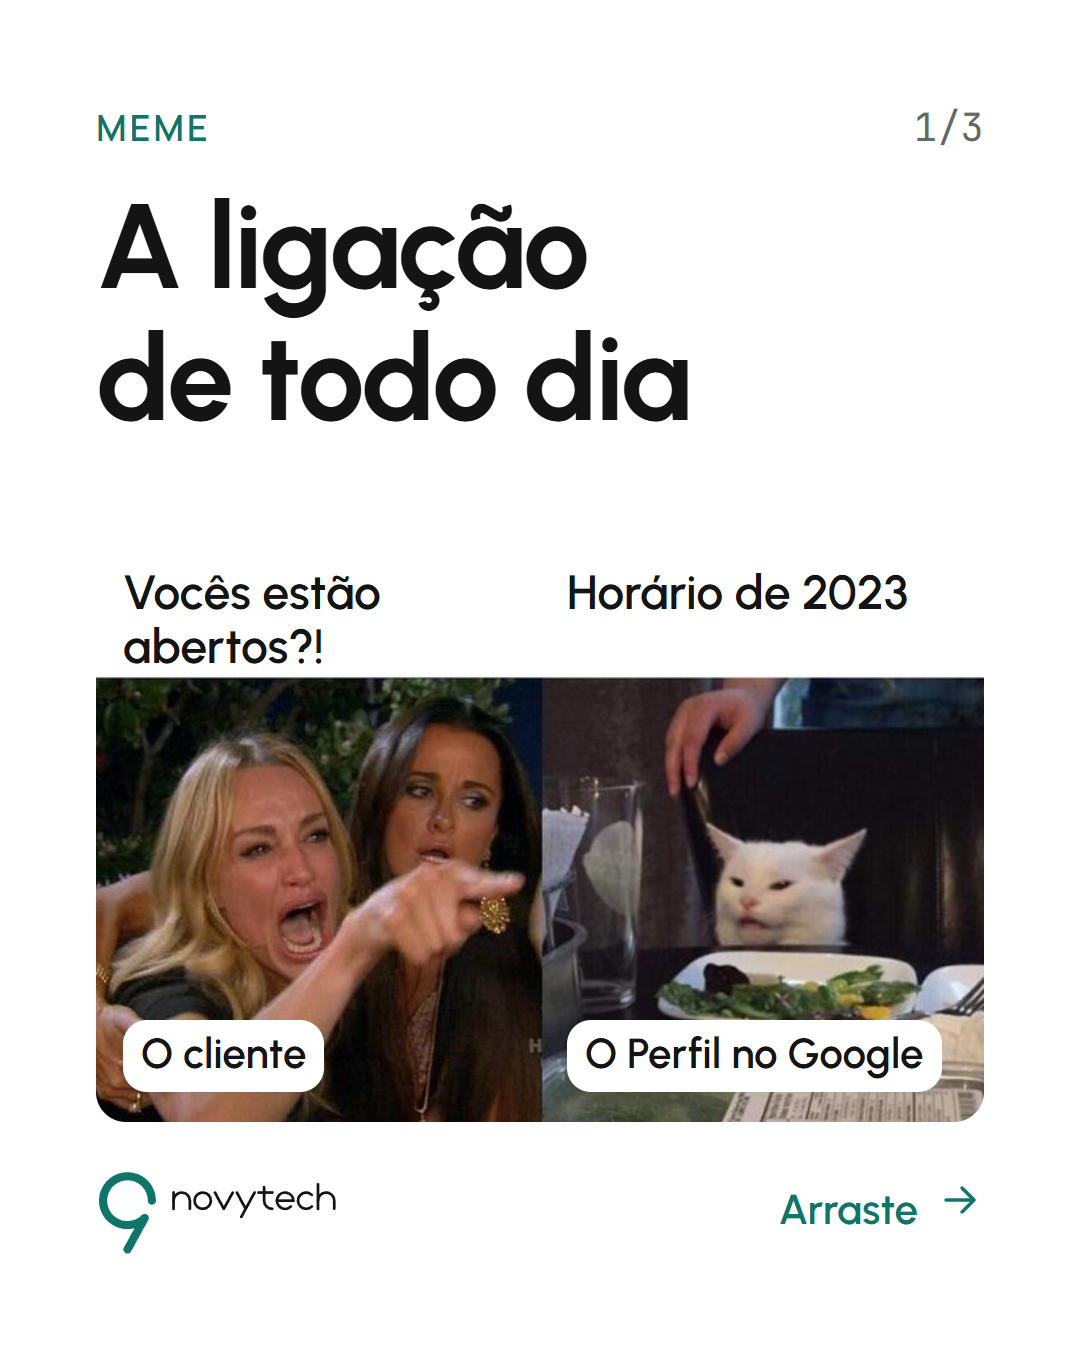 MEME
1/3
A ligação
de todo dia
Vocês estão
abertos?!
Horário de 2023
O cliente
O Perfil no Google
novytech
Arraste →